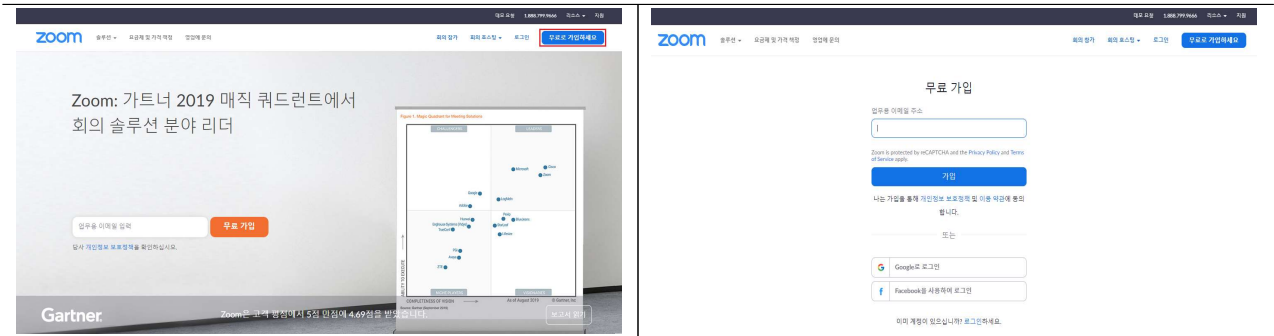 데모 요청 1.888.799.9666 리소스 지원
zoom 솔루션 요금제 및 가격 책정 영업에 문의 회의 참가 회의 호스팅 로그인 무료로 가입하세요
Zoom: 가트너 2019 매직 쿼드런트에서
회의 솔루션 분야 리더
Figure 1. Magic Quadrant for Meeting Solutions
CHALLENGERS LEADERS
Microsoft
Cisco
Zoom
Google
LogMeIn
Adobe
Huawei
Pexip
BlueJeans
TrueConf
StarLeaf
Lifesize
ZTE
NICHE PLAYERS VISIONARIES
ABILITY TO EXECUTE
COMPLETENESS OF VISION
As of August 2019
© Gartner, Inc
업무용 이메일 입력 무료 가입
당사 개인정보 보호정책을 확인하십시오.
Gartner. Zoom은 고객 평점에서 5점 만점에 4.69점을 받았습니다. 보고서 읽기
데모 요청 1.888.799.9666 리소스 지원
zoom 솔루션 요금제 및 가격 책정 영업에 문의 회의 참가 회의 호스팅 로그인 무료로 가입하세요
무료 가입
업무용 이메일 주소
Zoom is protected by reCAPTCHA and the Privacy Policy and Terms
of Service apply.
가입
나는 가입을 통해 개인정보 보호정책 및 이용 약관에 동의
합니다.
또는
G Google로 로그인
f Facebook을 사용하여 로그인
이미 계정이 있으십니까? 로그인하세요.